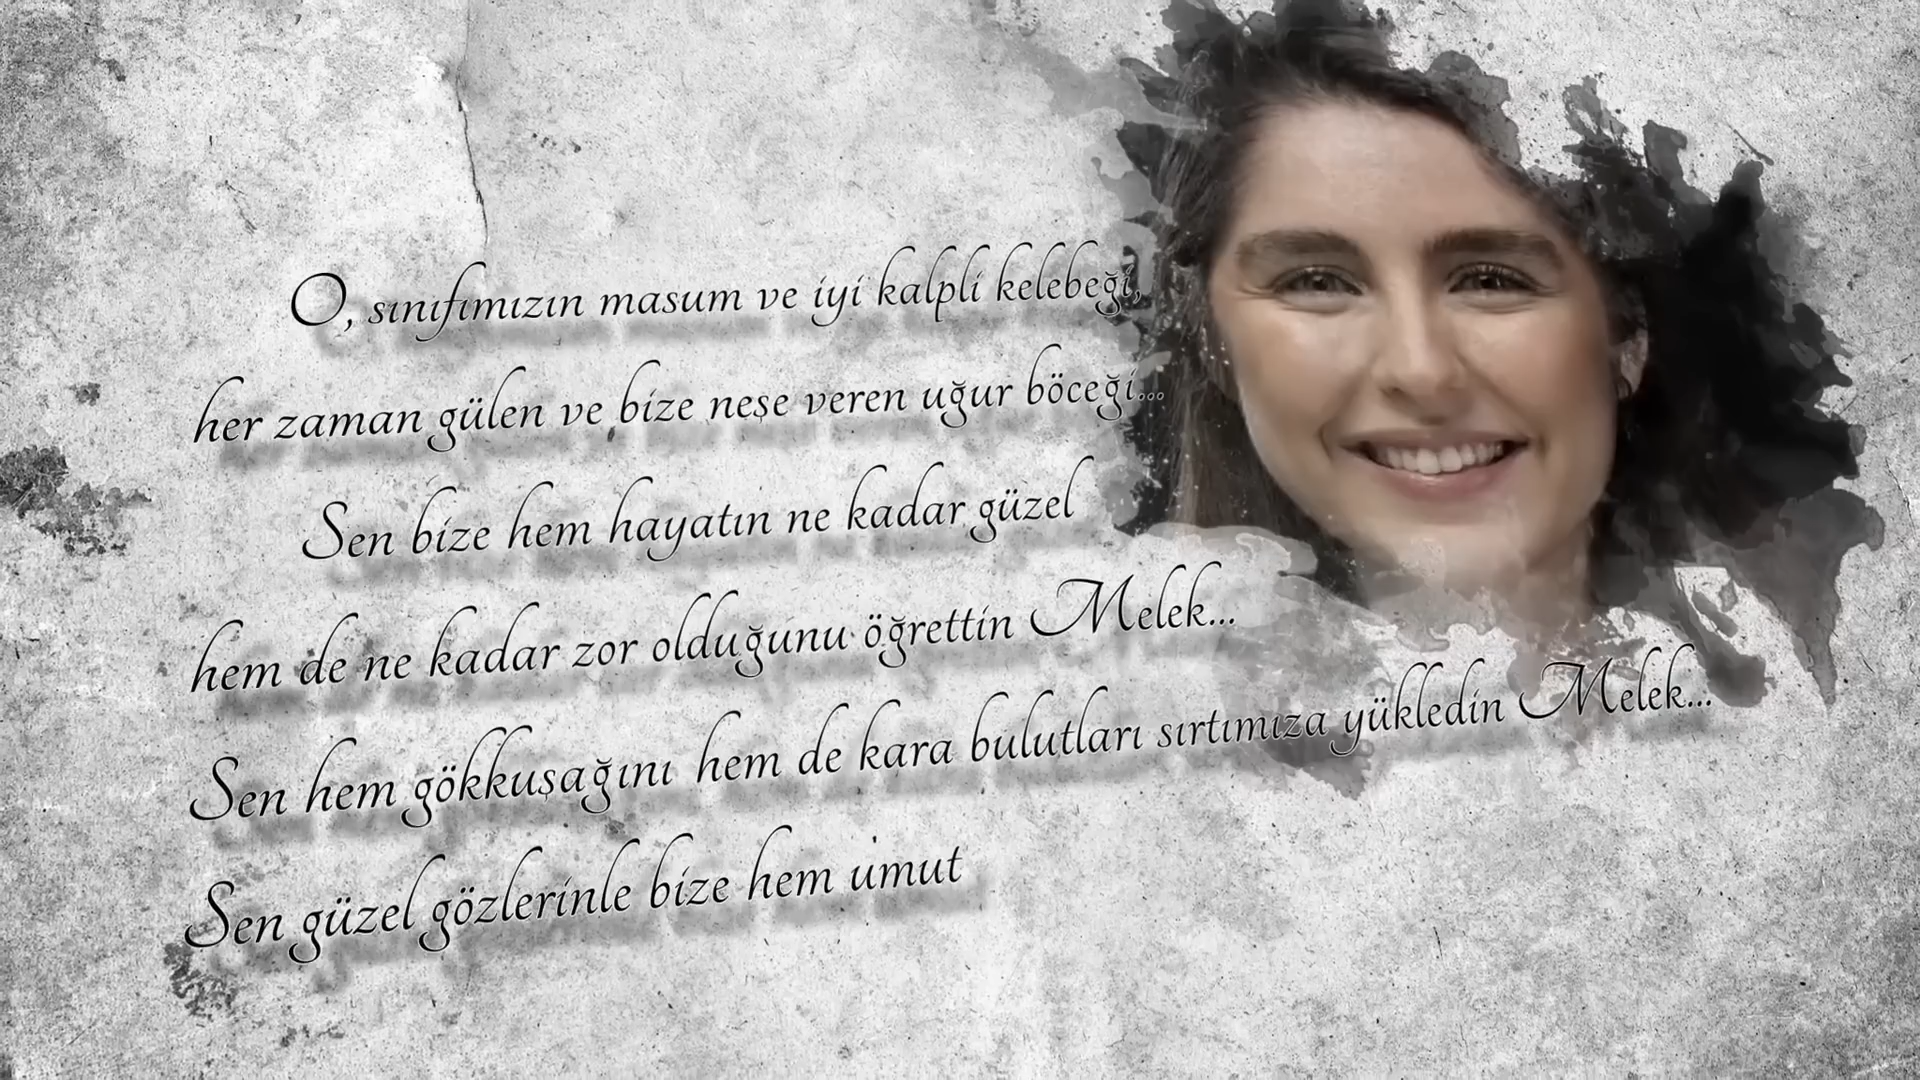 O, sınıfımızın masum ve iyi kalpli kelebeği,
her zaman gülen ve bize neşe veren uğur böceği...
Sen bize hem hayatın ne kadar güzel
hem de ne kadar zor olduğunu öğrettin Melek...
Sen hem gökkuşağını hem de kara bulutları sırtımıza yükledin Melek...
Sen güzel gözlerinle bize hem umut